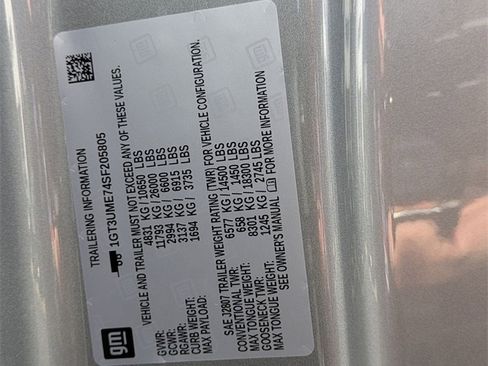 TRAILERING INFORMATION
1GT3UME74SF205805
VEHICLE AND TRAILER MUST NOT EXCEED ANY OF THESE VALUES.
GVWR: 4831 KG / 10650 LBS
GCWR: 11793 KG / 26000 LBS
RGAWR: 2994 KG / 6600 LBS
CURB WEIGHT: 3137 KG / 6915 LBS
MAX PAYLOAD: 1694 KG / 3735 LBS
SAE J2807 TRAILER WEIGHT RATING (TWR) FOR VEHICLE CONFIGURATION.
CONVENTIONAL TWR: 6577 KG / 14500 LBS
MAX TONGUE WEIGHT: 658 KG / 1450 LBS
GOOSENECK TWR: 8301 KG / 18300 LBS
MAX TONGUE WEIGHT: 1245 KG / 2745 LBS
SEE OWNER'S MANUAL FOR MORE INFORMATION
gm